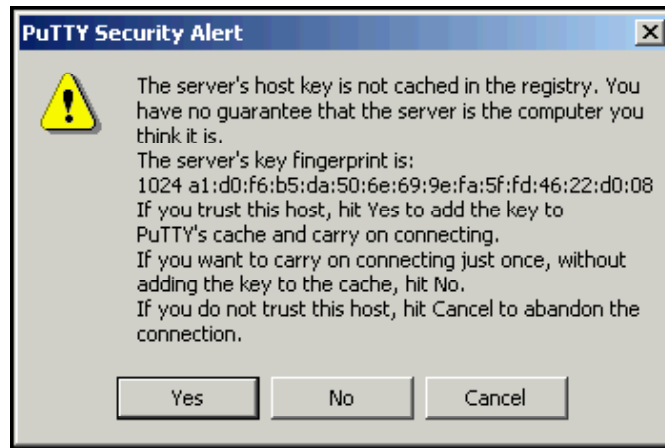 PuTTY Security Alert
The server's host key is not cached in the registry. You
have no guarantee that the server is the computer you
think it is.
The server's key fingerprint is:
1024 a1:d0:f6:b5:da:50:6e:69:9e:fa:5f:fd:46:22:d0:08
If you trust this host, hit Yes to add the key to
PuTTY's cache and carry on connecting.
If you want to carry on connecting just once, without
adding the key to the cache, hit No.
If you do not trust this host, hit Cancel to abandon the
connection.
Yes No Cancel